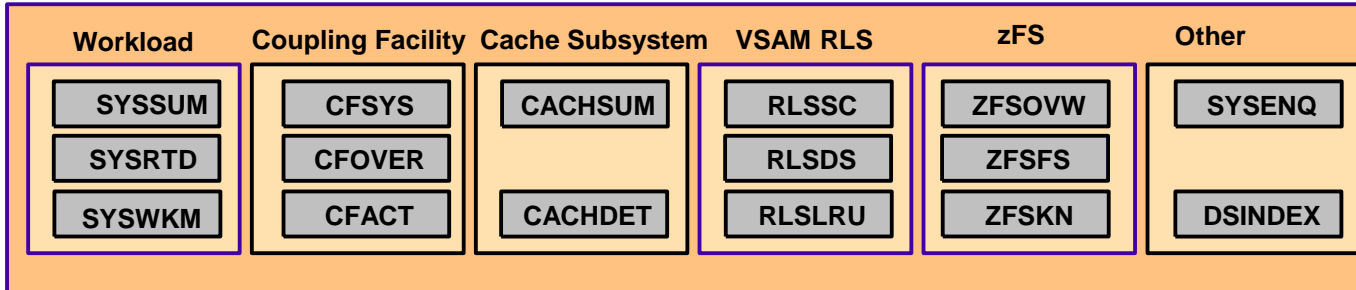 Workload Coupling Facility Cache Subsystem VSAM RLS zFS Other
SYSSUM CFSYS CACHSUM RLSSC ZFSOVW SYSENQ
SYSRTD CFOVER RLSDS ZFSFS
SYSWKM CFACT CACHDET RLSLRU ZFSKN DSINDEX